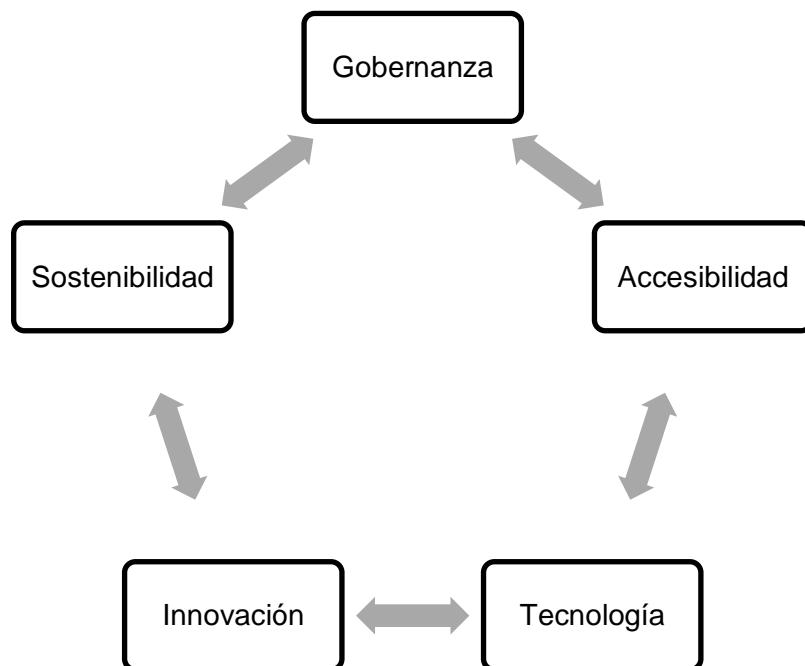 Gobernanza
Sostenibilidad
Accesibilidad
Innovación
Tecnología